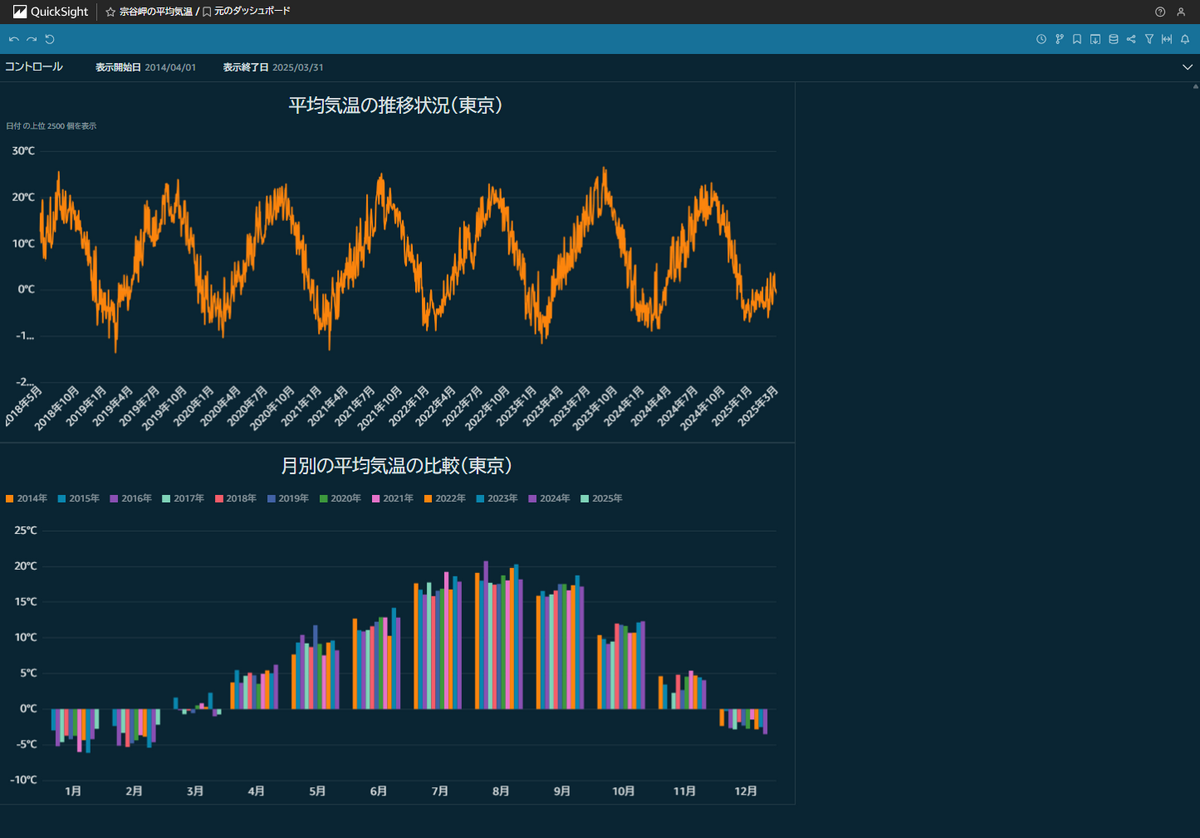 QuickSight
宗谷岬の平均気温 / 元のダッシュボード
コントロール
表示開始日 2014/04/01
表示終了日 2025/03/31
平均気温の推移状況(東京)
日付 の上位 2500 個を表示
30℃
20℃
10℃
0℃
-1...
-2...
2018年5月 2018年10月 2019年1月 2019年4月 2019年7月 2019年10月 2020年1月 2020年4月 2020年7月 2020年10月 2021年1月 2021年4月 2021年7月 2021年10月 2022年1月 2022年4月 2022年7月 2022年10月 2023年1月 2023年4月 2023年7月 2023年10月 2024年1月 2024年4月 2024年7月 2024年10月 2025年1月 2025年3月
月別の平均気温の比較(東京)
2014年 2015年 2016年 2017年 2018年 2019年 2020年 2021年 2022年 2023年 2024年 2025年
25℃
20℃
15℃
10℃
5℃
0℃
-5℃
-10℃
1月 2月 3月 4月 5月 6月 7月 8月 9月 10月 11月 12月